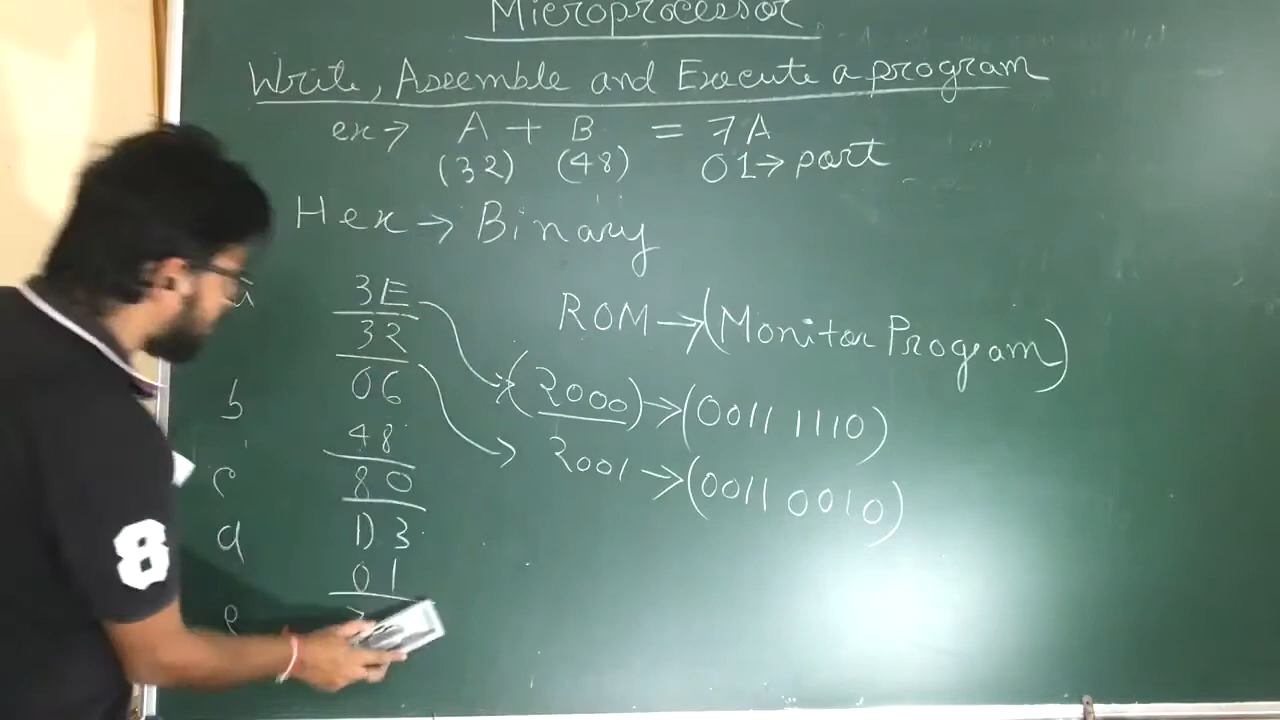 Microprocessor
Write, Assemble and Execute a program
ex → A + B = 7A
(32) (48) 01 → port
Hex → Binary
3E
32
06
48
80
D3
01
ROM → (Monitor Program)
(2000) → (0011 1110)
2001 → (0011 0010)
b
c
d
e
8